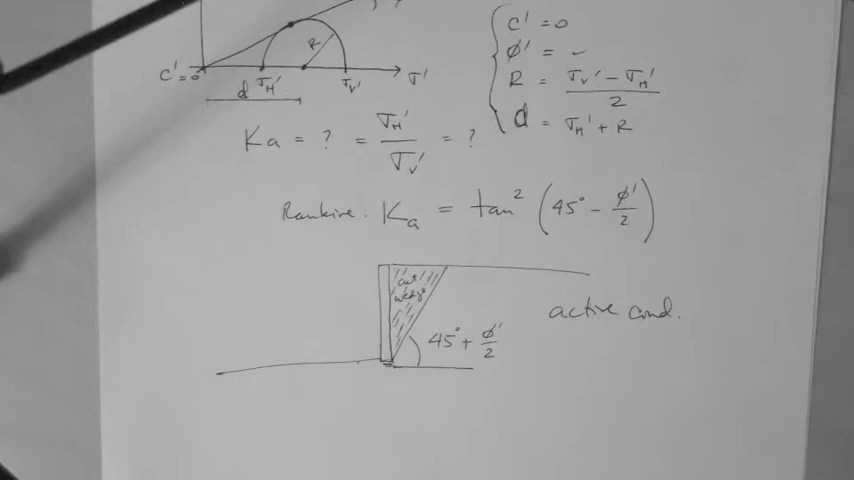 C' = 0
ϕ' = ✓
R = (σv' − σH') / 2
d = σH' + R
R
C'=0 σH' σv' σ'
d
Ka = ? = σH' / σv' = ?
Rankine: Ka = tan² (45° − ϕ'/2)
act
wedge
active cond.
45° + ϕ'/2